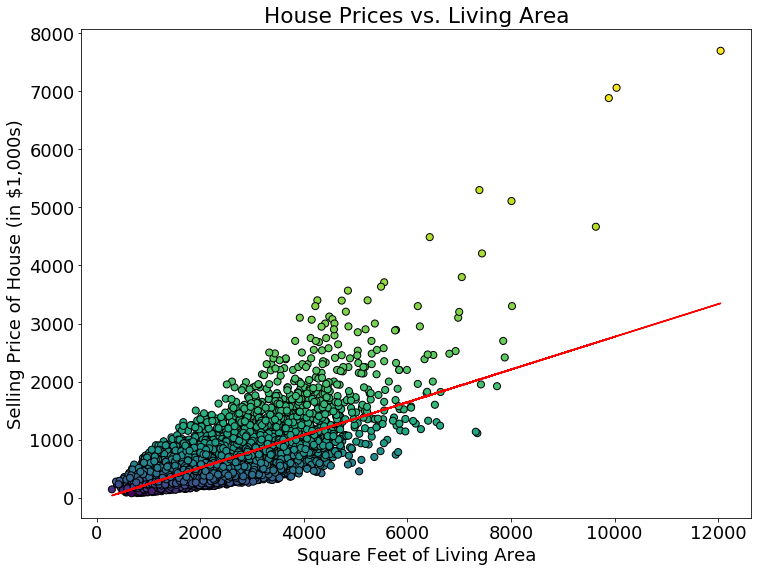 House Prices vs. Living Area
Selling Price of House (in $1,000s)
8000
7000
6000
5000
4000
3000
2000
1000
0
0 2000 4000 6000 8000 10000 12000
Square Feet of Living Area